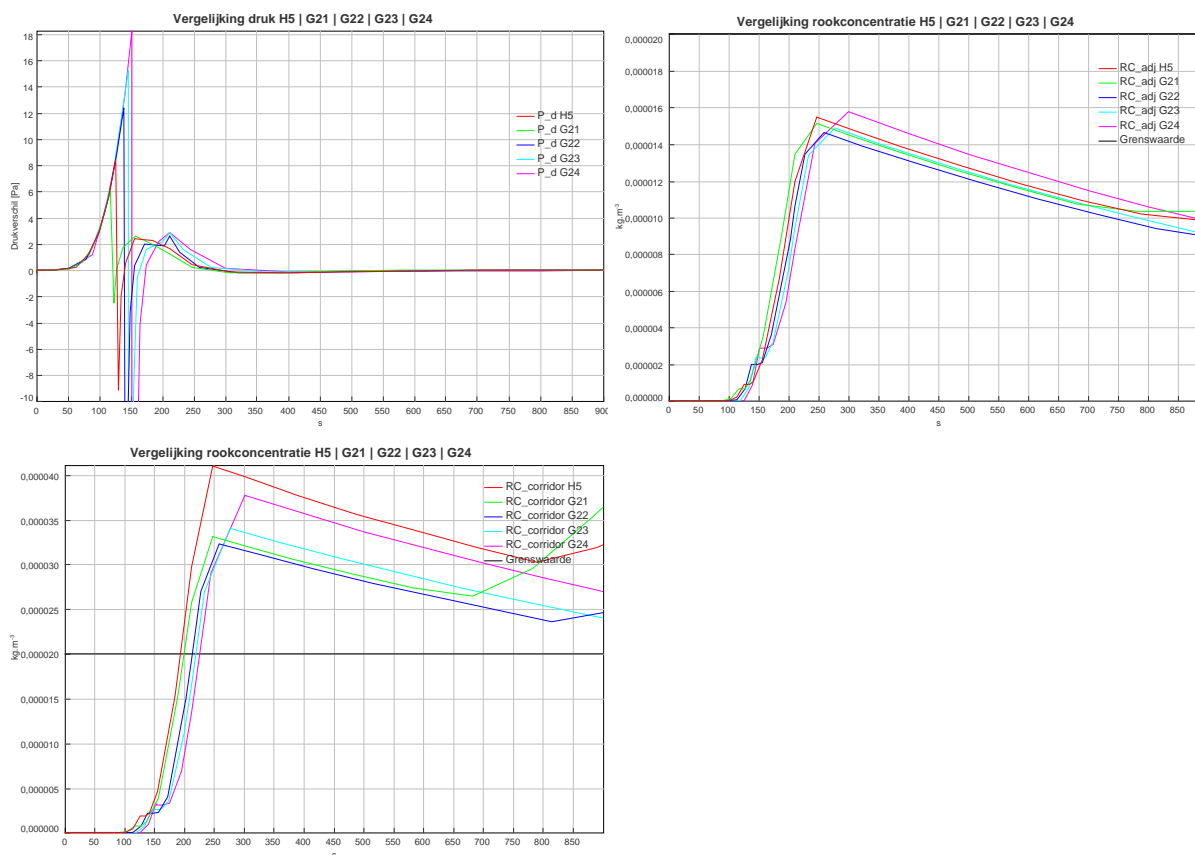 Vergelijking druk H5 | G21 | G22 | G23 | G24
18
16
14
12
10
8
6
4
2
0
-2
-4
-6
-8
-10
Drukverschil [Pa]
P_d H5
P_d G21
P_d G22
P_d G23
P_d G24
0 50 100 150 200 250 300 350 400 450 500 550 600 650 700 750 800 850 900
s
Vergelijking rookconcentratie H5 | G21 | G22 | G23 | G24
0,000020
0,000018
0,000016
0,000014
0,000012
0,000010
0,000008
0,000006
0,000004
0,000002
0,000000
kg.m-³
RC_adj H5
RC_adj G21
RC_adj G22
RC_adj G23
RC_adj G24
Grenswaarde
0 50 100 150 200 250 300 350 400 450 500 550 600 650 700 750 800 850
s
Vergelijking rookconcentratie H5 | G21 | G22 | G23 | G24
0,000040
0,000035
0,000030
0,000025
0,000020
0,000015
0,000010
0,000005
0,000000
kg.m-³
RC_corridor H5
RC_corridor G21
RC_corridor G22
RC_corridor G23
RC_corridor G24
Grenswaarde
0 50 100 150 200 250 300 350 400 450 500 550 600 650 700 750 800 850
s